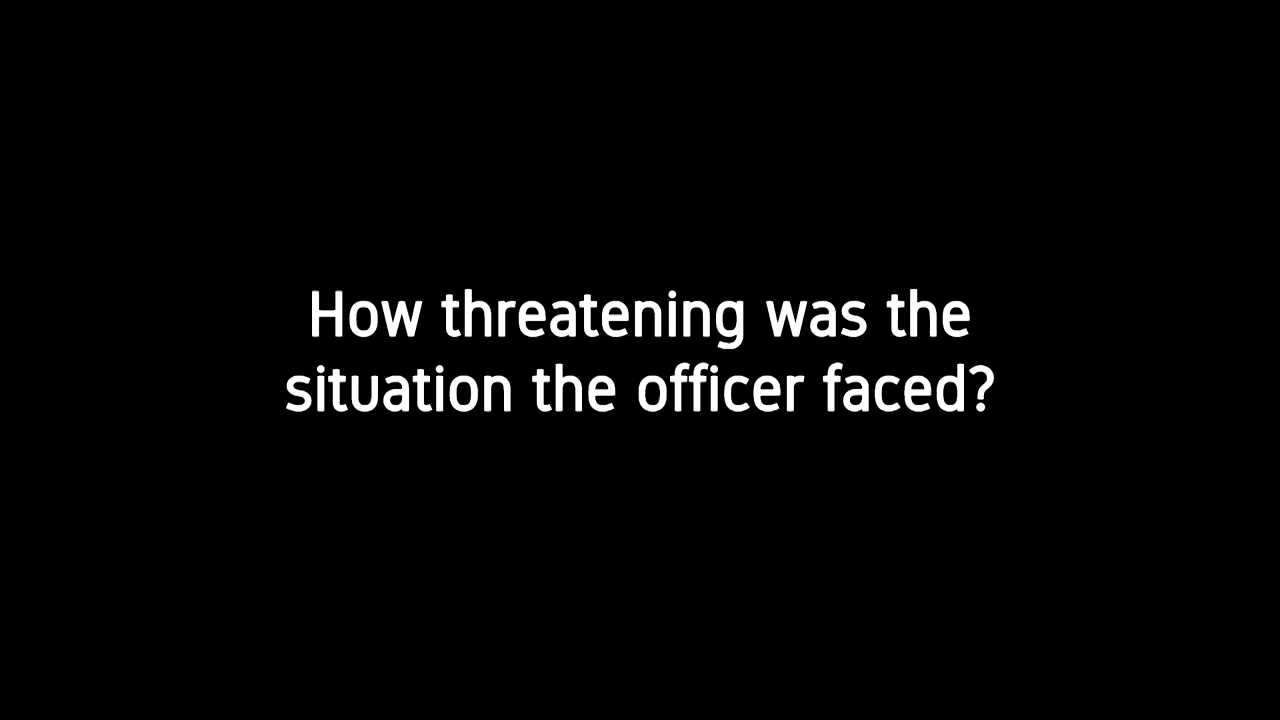 How threatening was the
situation the officer faced?